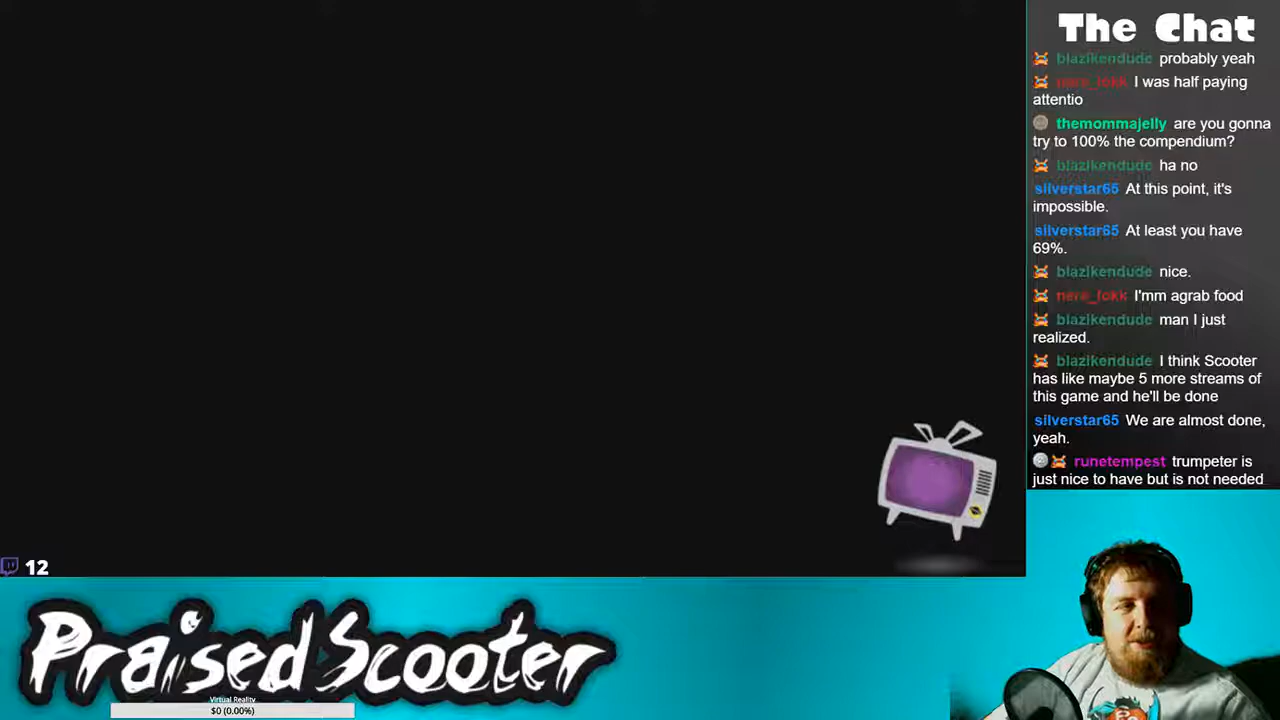 The Chat
blazikendude probably yeah
nero_lokk I was half paying
attentio
themommajelly are you gonna
try to 100% the compendium?
blazikendude ha no
silverstar65 At this point, it's
impossible.
silverstar65 At least you have
69%.
blazikendude nice.
nero_lokk I'mm agrab food
blazikendude man I just
realized.
blazikendude I think Scooter
has like maybe 5 more streams of
this game and he'll be done
silverstar65 We are almost done,
yeah.
runetempest trumpeter is
just nice to have but is not needed
12
PraisedScooter
Virtual Reality
$0 (0.00%)